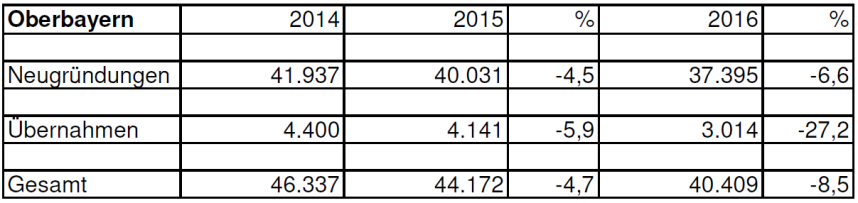 Oberbayern 2014 2015 % 2016 %
Neugründungen 41.937 40.031 -4,5 37.395 -6,6
Übernahmen 4.400 4.141 -5,9 3.014 -27,2
Gesamt 46.337 44.172 -4,7 40.409 -8,5